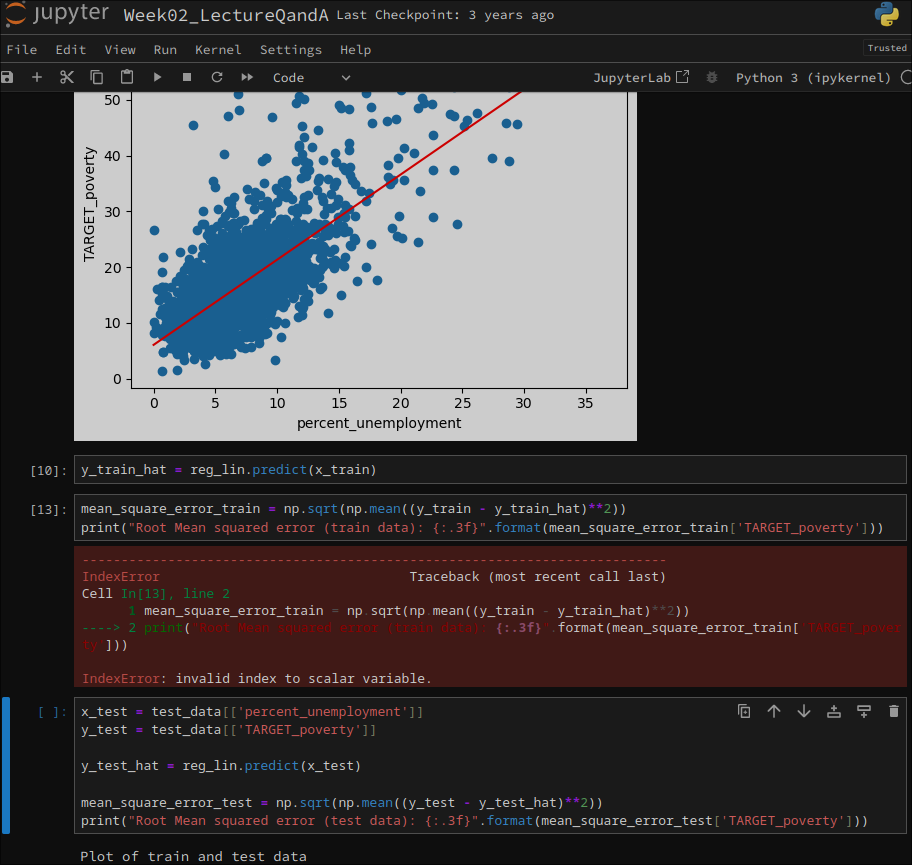 jupyter Week02_LectureQandA Last Checkpoint: 3 years ago
File Edit View Run Kernel Settings Help Trusted
Code JupyterLab Python 3 (ipykernel)
50
40
30
20
10
0
TARGET_poverty
0 5 10 15 20 25 30 35
percent_unemployment
[10]: y_train_hat = reg_lin.predict(x_train)
[13]: mean_square_error_train = np.sqrt(np.mean((y_train - y_train_hat)**2))
print("Root Mean squared error (train data): {:.3f}".format(mean_square_error_train['TARGET_poverty']))
---------------------------------------------------------------------------
IndexError Traceback (most recent call last)
Cell In[13], line 2
1 mean_square_error_train = np.sqrt(np.mean((y_train - y_train_hat)**2))
----> 2 print("Root Mean squared error (train data): {:.3f}".format(mean_square_error_train['TARGET_pover
ty']))
IndexError: invalid index to scalar variable.
[ ]: x_test = test_data[['percent_unemployment']]
y_test = test_data[['TARGET_poverty']]
y_test_hat = reg_lin.predict(x_test)
mean_square_error_test = np.sqrt(np.mean((y_test - y_test_hat)**2))
print("Root Mean squared error (test data): {:.3f}".format(mean_square_error_test['TARGET_poverty']))
Plot of train and test data